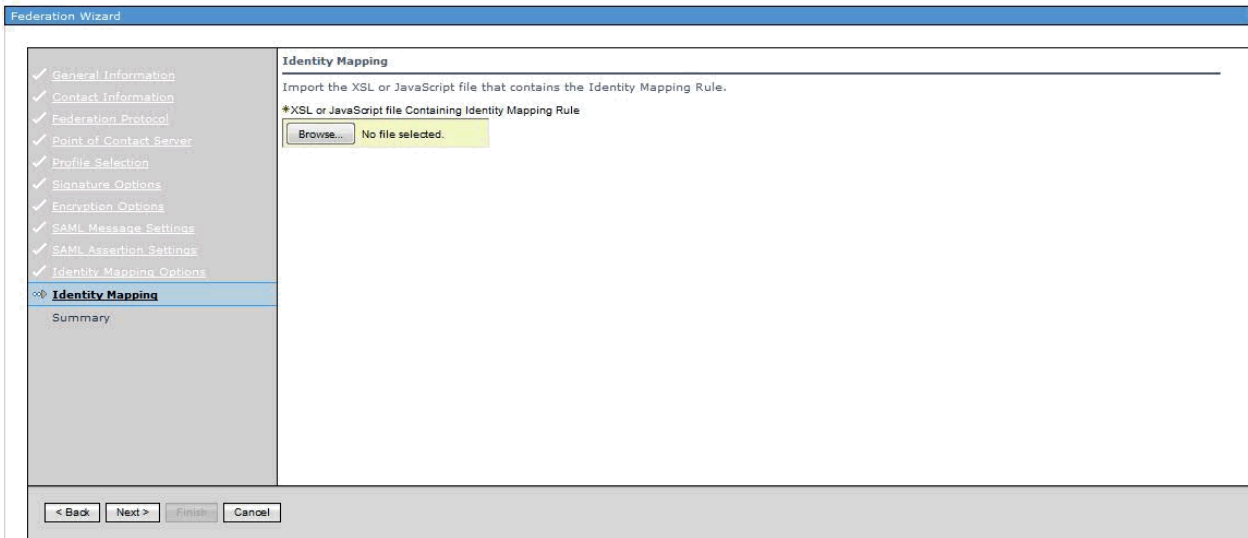 Federation Wizard
General Information
Contact Information
Federation Protocol
Point of Contact Server
Profile Selection
Signature Options
Encryption Options
SAML Message Settings
SAML Assertion Settings
Identity Mapping Options
Identity Mapping
Summary
Identity Mapping
Import the XSL or JavaScript file that contains the Identity Mapping Rule.
*XSL or JavaScript file Containing Identity Mapping Rule
Browse... No file selected.
< Back Next > Finish Cancel